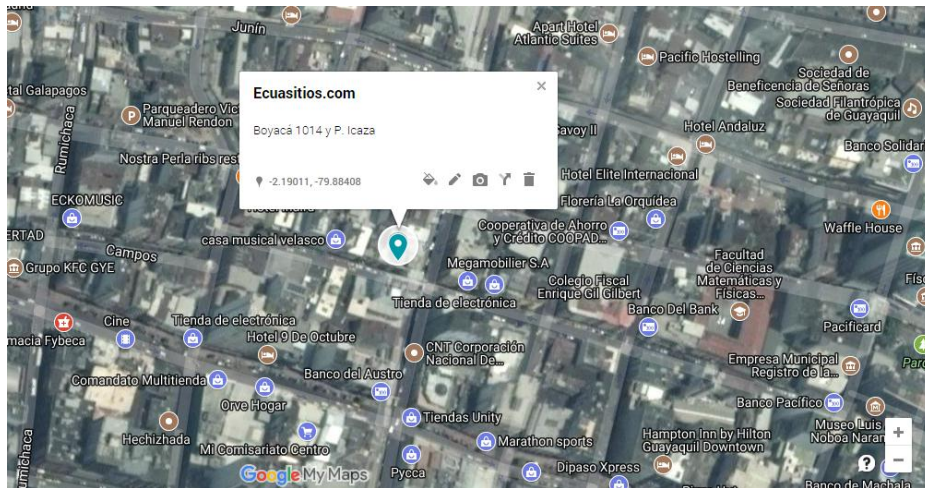 Junín
Apart Hotel
Atlantic Suites
Pacific Hostelling
Sociedad de
Beneficencia de Señoras
tal Galapagos
Ecuasitios.com
×
Sociedad Filantrópica
de Guayaquil
Parqueadero Vic
Manuel Rendon
Boyacá 1014 y P. Icaza
Savoy II
Hotel Andaluz
Rumichaca
Banco Solidar
Nostra Perla ribs rest
-2.19011, -79.88408
Hotel Elite Internacional
ECKOMUSIC
Florería La Orquídea
Cooperativa de Ahorro
y Crédito COOPAD...
Waffle House
ERTAD
casa musical velasco
Campos
Grupo KFC GYE
Megamobilier S.A
Facultad
de Ciencias
Matemáticas y
Físicas...
Colegio Fiscal
Enrique Gil Gilbert
Tienda de electrónica
Banco Del Bank
Cine
Tienda de electrónica
Pacificard
macia Fybeca
Hotel 9 De Octubre
CNT Corporación
Nacional De...
Empresa Municipal
Registro de la...
Parc
Banco del Austro
Comandato Multitienda
Orve Hogar
Banco Pacífico
Tiendas Unity
Museo Luis
Noboa Naran
Hechizhada
Mi Comisariato Centro
Marathon sports
Hampton Inn by Hilton
Guayaquil Downtown
Rumichaca
Google My Maps
Pycca
Dipaso Xpress
Banco de Machala